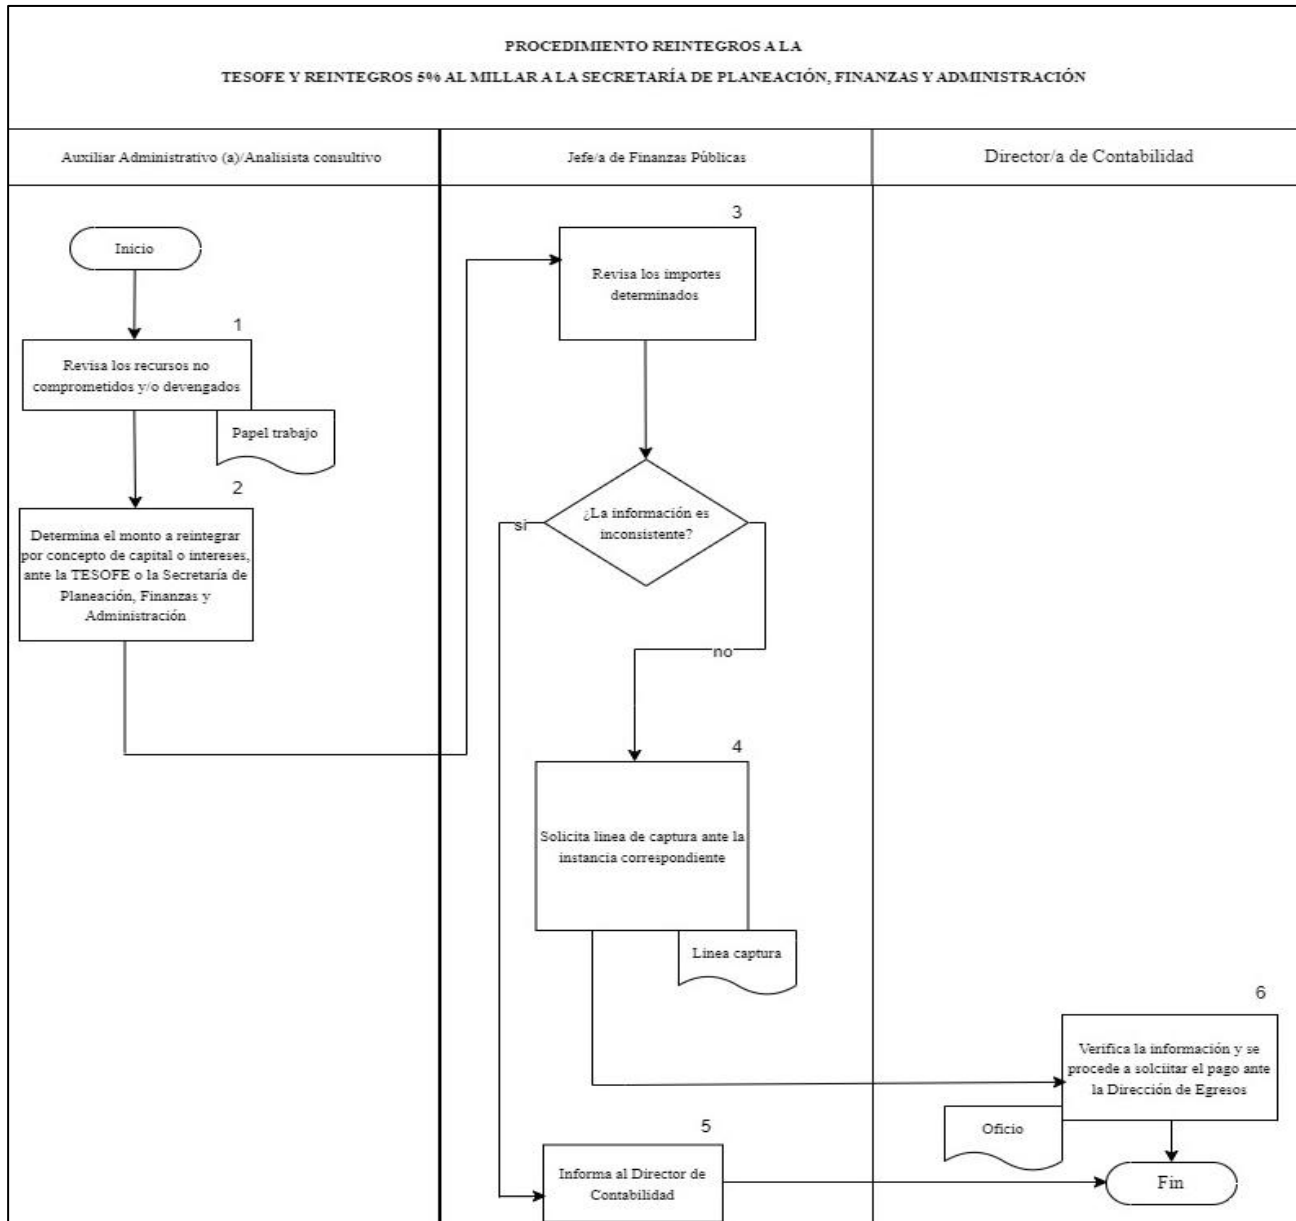 PROCEDIMIENTO REINTEGROS A LA
TESOFE Y REINTEGROS 5% AL MILLAR A LA SECRETARÍA DE PLANEACIÓN, FINANZAS Y ADMINISTRACIÓN
Auxiliar Administrativo (a)/Analisista consultivo
Jefe/a de Finanzas Públicas
Director/a de Contabilidad
Inicio
1
Revisa los recursos no
comprometidos y/o devengados
Papel trabajo
2
Determina el monto a reintegrar
por concepto de capital o intereses,
ante la TESOFE o la Secretaría de
Planeación, Finanzas y
Administración
3
Revisa los importes
determinados
¿La información es
inconsistente?
si
no
4
Solicita linea de captura ante la
instancia correspondiente
Linea captura
5
Informa al Director de
Contabilidad
6
Verifica la información y se
procede a solciitar el pago ante
la Dirección de Egresos
Oficio
Fin